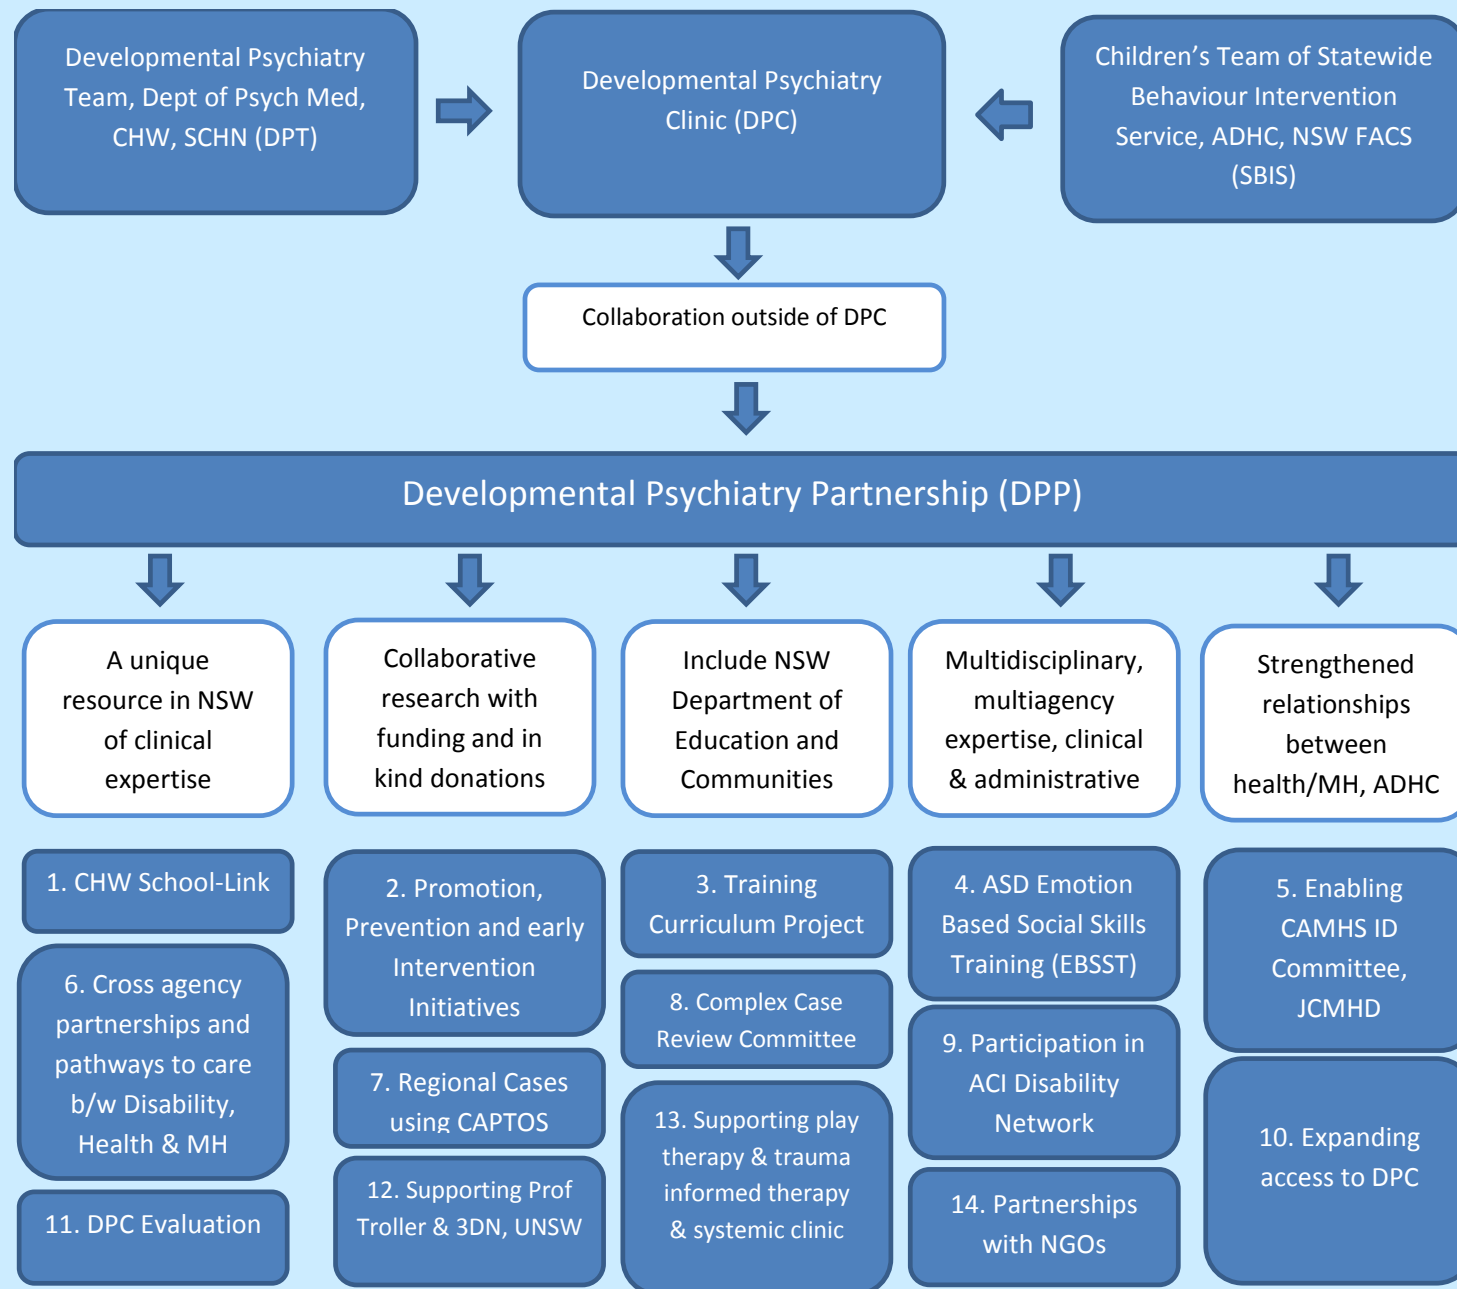 Developmental Psychiatry
Team, Dept of Psych Med,
CHW, SCHN (DPT)
Developmental Psychiatry
Clinic (DPC)
Children’s Team of Statewide
Behaviour Intervention
Service, ADHC, NSW FACS
(SBIS)
Collaboration outside of DPC
Developmental Psychiatry Partnership (DPP)
A unique
resource in NSW
of clinical
expertise
Collaborative
research with
funding and in
kind donations
Include NSW
Department of
Education and
Communities
Multidisciplinary,
multiagency
expertise, clinical
& administrative
Strengthened
relationships
between
health/MH, ADHC
1. CHW School-Link
2. Promotion,
Prevention and early
Intervention
Initiatives
3. Training
Curriculum Project
4. ASD Emotion
Based Social Skills
Training (EBSST)
5. Enabling
CAMHS ID
Committee,
JCMHD
6. Cross agency
partnerships and
pathways to care
b/w Disability,
Health & MH
7. Regional Cases
using CAPTOS
8. Complex Case
Review Committee
9. Participation in
ACI Disability
Network
10. Expanding
access to DPC
11. DPC Evaluation
12. Supporting Prof
Troller & 3DN, UNSW
13. Supporting play
therapy & trauma
informed therapy
& systemic clinic
14. Partnerships
with NGOs